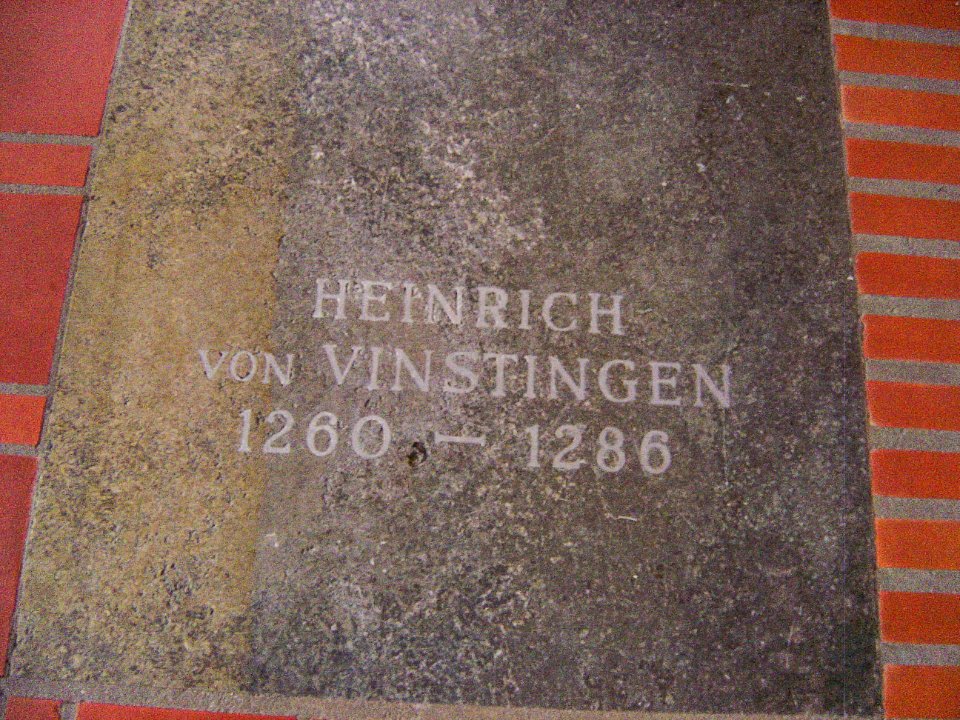 HEINRICH
VON VINSTINGEN
1260 – 1286